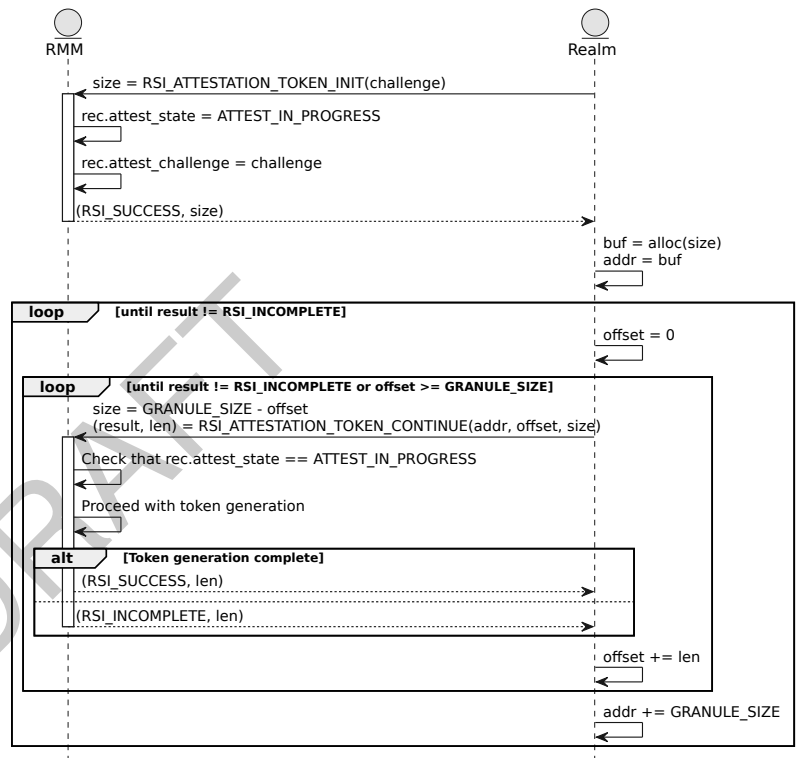 RMM
Realm
size = RSI_ATTESTATION_TOKEN_INIT(challenge)
rec.attest_state = ATTEST_IN_PROGRESS
rec.attest_challenge = challenge
(RSI_SUCCESS, size)
buf = alloc(size)
addr = buf
loop [until result != RSI_INCOMPLETE]
offset = 0
loop [until result != RSI_INCOMPLETE or offset >= GRANULE_SIZE]
size = GRANULE_SIZE - offset
(result, len) = RSI_ATTESTATION_TOKEN_CONTINUE(addr, offset, size)
Check that rec.attest_state == ATTEST_IN_PROGRESS
Proceed with token generation
alt [Token generation complete]
(RSI_SUCCESS, len)
(RSI_INCOMPLETE, len)
offset += len
addr += GRANULE_SIZE
DRAFT